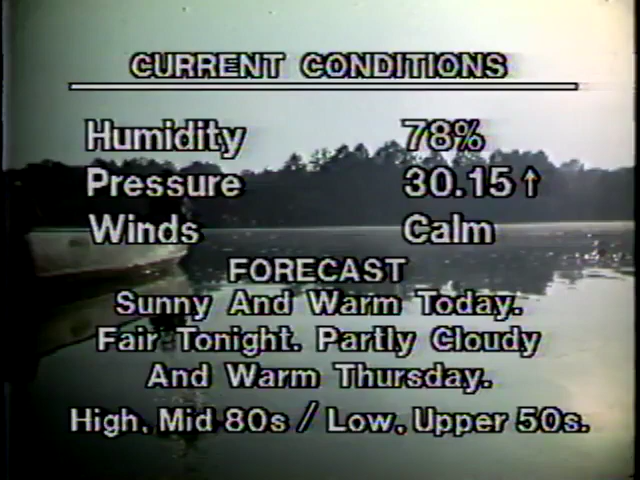 CURRENT CONDITIONS
Humidity 78%
Pressure 30.15↑
Winds Calm
FORECAST
Sunny And Warm Today.
Fair Tonight. Partly Cloudy
And Warm Thursday.
High, Mid 80s / Low, Upper 50s.